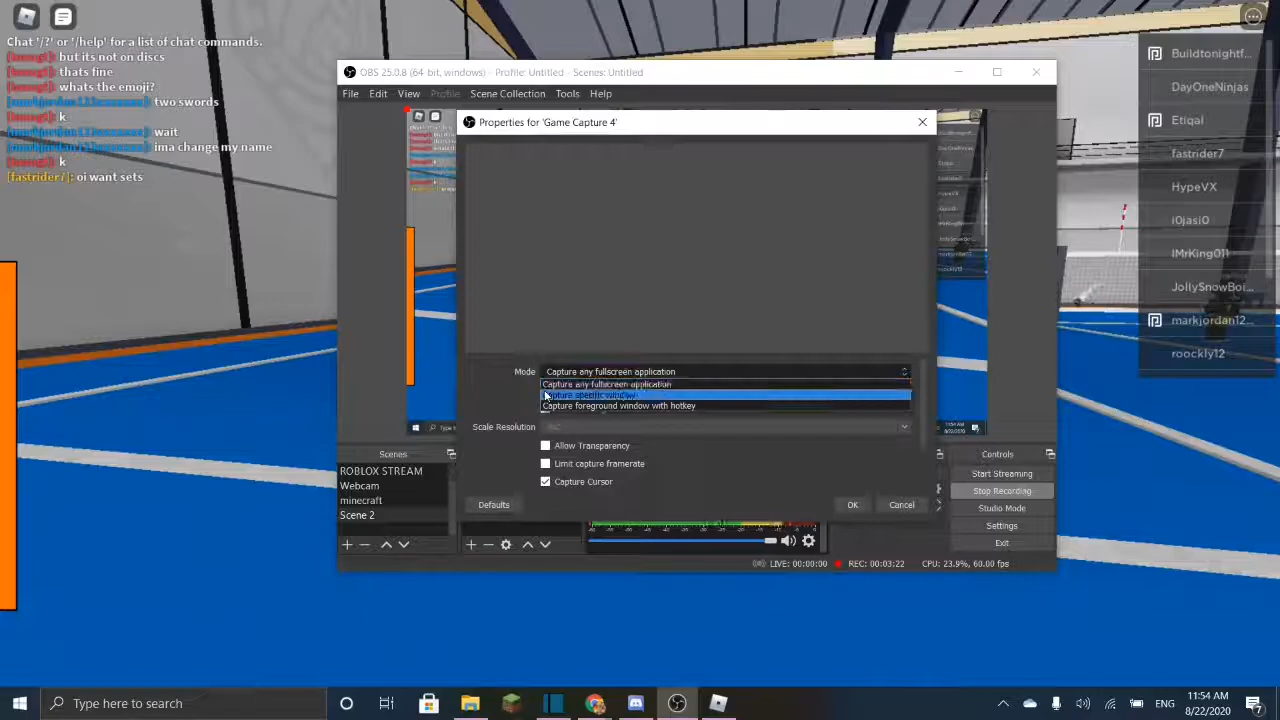 Chat '/?' or '/help' for a list of chat commands.
but its not on discs
thats fine
whats the emoji?
two swords
k
wait
ima change my name
k
[fastrider7]: oi want sets
Buildtonightf...
DayOneNinjas
Etiqal
fastrider7
HypeVX
i0jasi0
IMrKing011
JollySnowBoi...
markjordan12...
roockly12
OBS 25.0.8 (64-bit, windows) - Profile: Untitled - Scenes: Untitled
File Edit View Profile Scene Collection Tools Help
Properties for 'Game Capture 4'
Mode Capture any fullscreen application
Capture any fullscreen application
Capture specific window
Capture foreground window with hotkey
Scale Resolution
Allow Transparency
Limit capture framerate
Capture Cursor
Defaults OK Cancel
Scenes
ROBLOX STREAM
Webcam
minecraft
Scene 2
Controls
Start Streaming
Stop Recording
Studio Mode
Settings
Exit
LIVE: 00:00:00 REC: 00:03:22 CPU: 23.9%, 60.00 fps
Type here to search
ENG
11:54 AM
8/22/2020
7